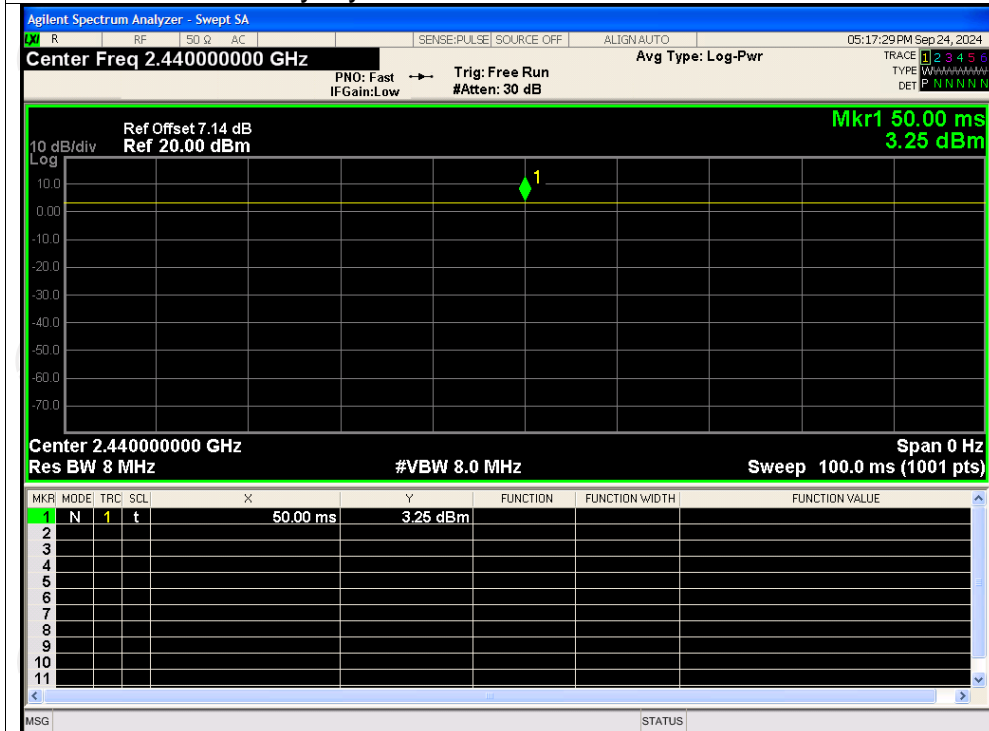 Agilent Spectrum Analyzer - Swept SA
LXI R RF 50 Ω AC SENSE:PULSE SOURCE OFF ALIGN AUTO 05:17:29 PM Sep 24, 2024
Center Freq 2.440000000 GHz
PNO: Fast
IFGain:Low
Trig: Free Run
#Atten: 30 dB
Avg Type: Log-Pwr
TRACE 1 2 3 4 5 6
TYPE
DET P N N N N N
Mkr1 50.00 ms
3.25 dBm
Ref Offset 7.14 dB
10 dB/div Ref 20.00 dBm
Log
1
10.0
0.00
-10.0
-20.0
-30.0
-40.0
-50.0
-60.0
-70.0
Center 2.440000000 GHz Span 0 Hz
Res BW 8 MHz #VBW 8.0 MHz Sweep 100.0 ms (1001 pts)
MKR MODE TRC SCL X Y FUNCTION FUNCTION WIDTH FUNCTION VALUE
1 N 1 t 50.00 ms 3.25 dBm
2
3
4
5
6
7
8
9
10
11
MSG STATUS